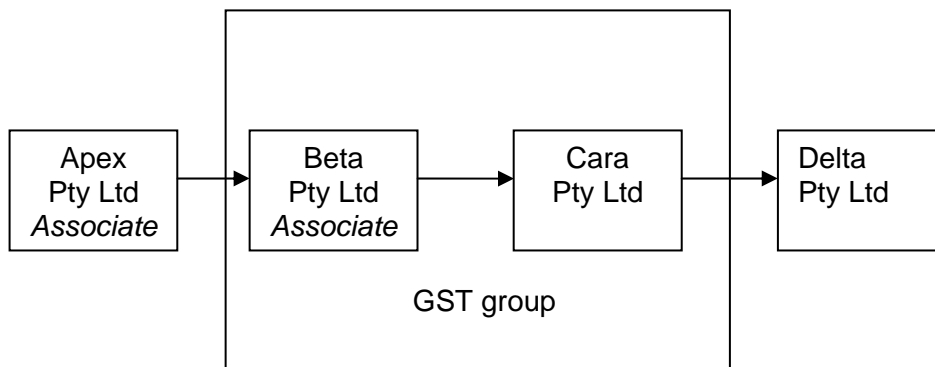 Apex
Pty Ltd
Associate
Beta
Pty Ltd
Associate
Cara
Pty Ltd
Delta
Pty Ltd
GST group